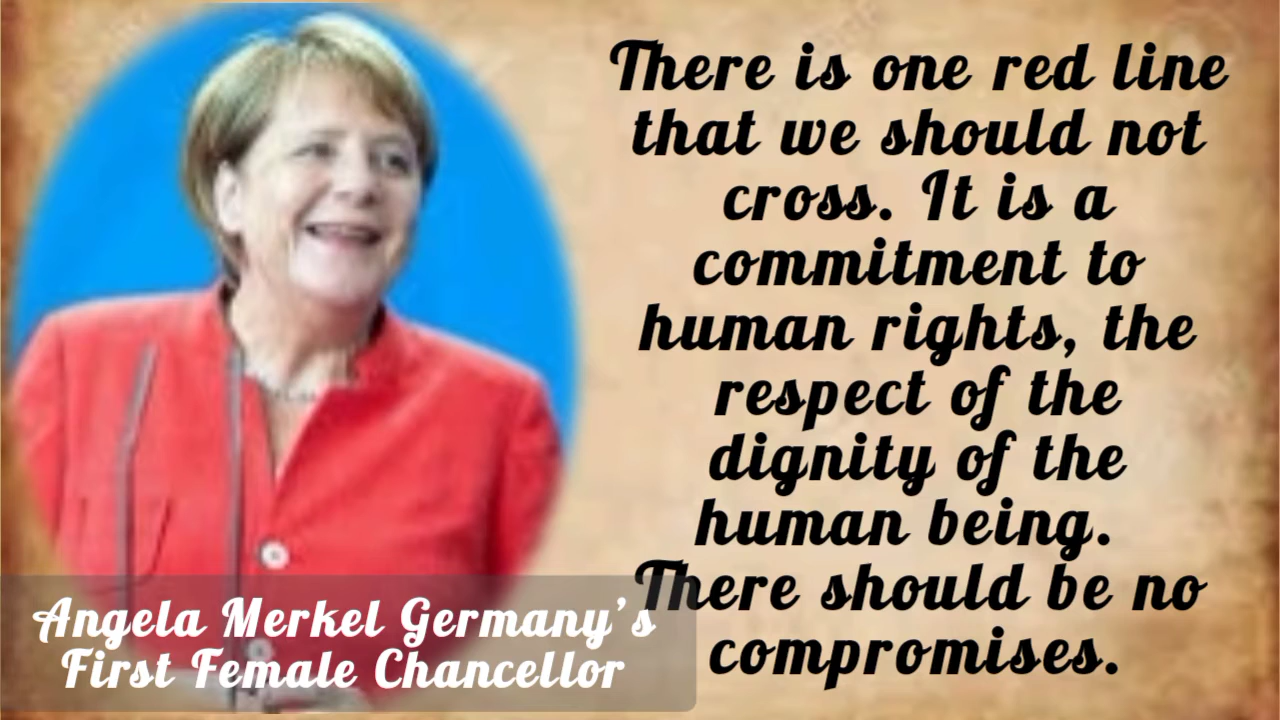 There is one red line
that we should not
cross. It is a
commitment to
human rights, the
respect of the
dignity of the
human being.
There should be no
compromises.
Angela Merkel Germany's
First Female Chancellor